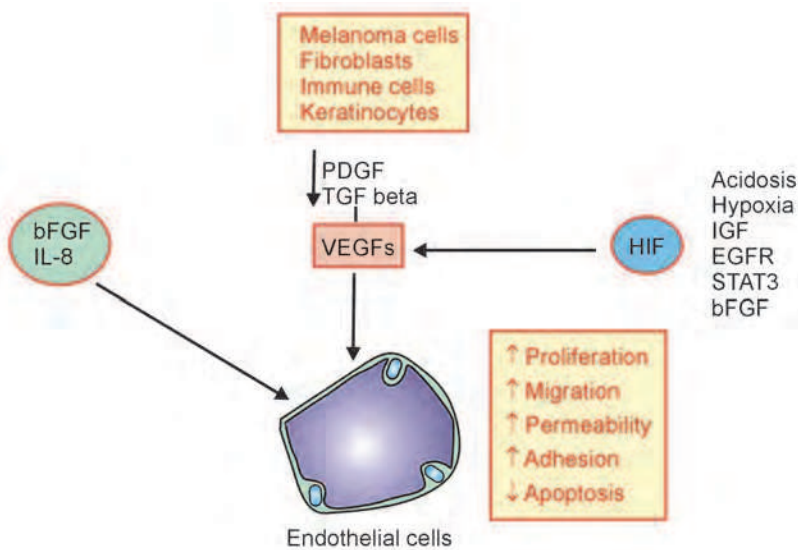 Melanoma cells
Fibroblasts
Immune cells
Keratinocytes
PDGF
TGF beta
VEGFs
bFGF
IL-8
HIF
Acidosis
Hypoxia
IGF
EGFR
STAT3
bFGF
↑ Proliferation
↑ Migration
↑ Permeability
↑ Adhesion
↓ Apoptosis
Endothelial cells